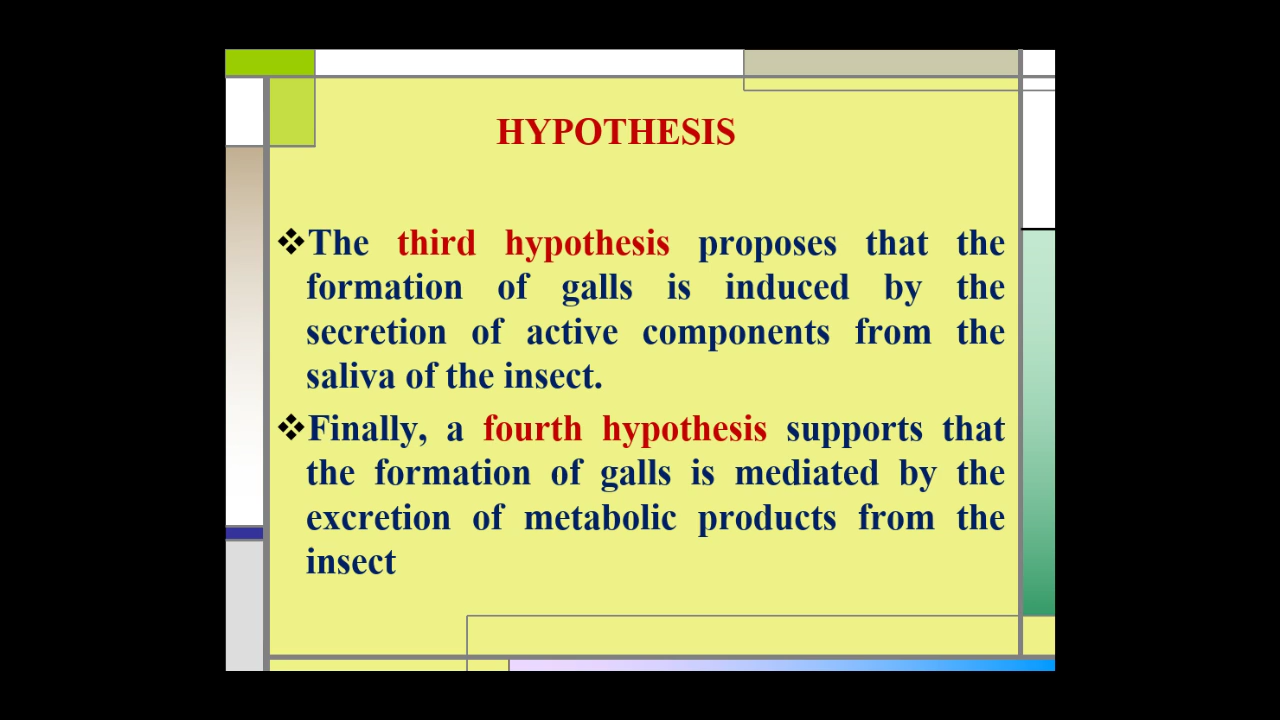 HYPOTHESIS
❖The third hypothesis proposes that the
formation of galls is induced by the
secretion of active components from the
saliva of the insect.
❖Finally, a fourth hypothesis supports that
the formation of galls is mediated by the
excretion of metabolic products from the
insect